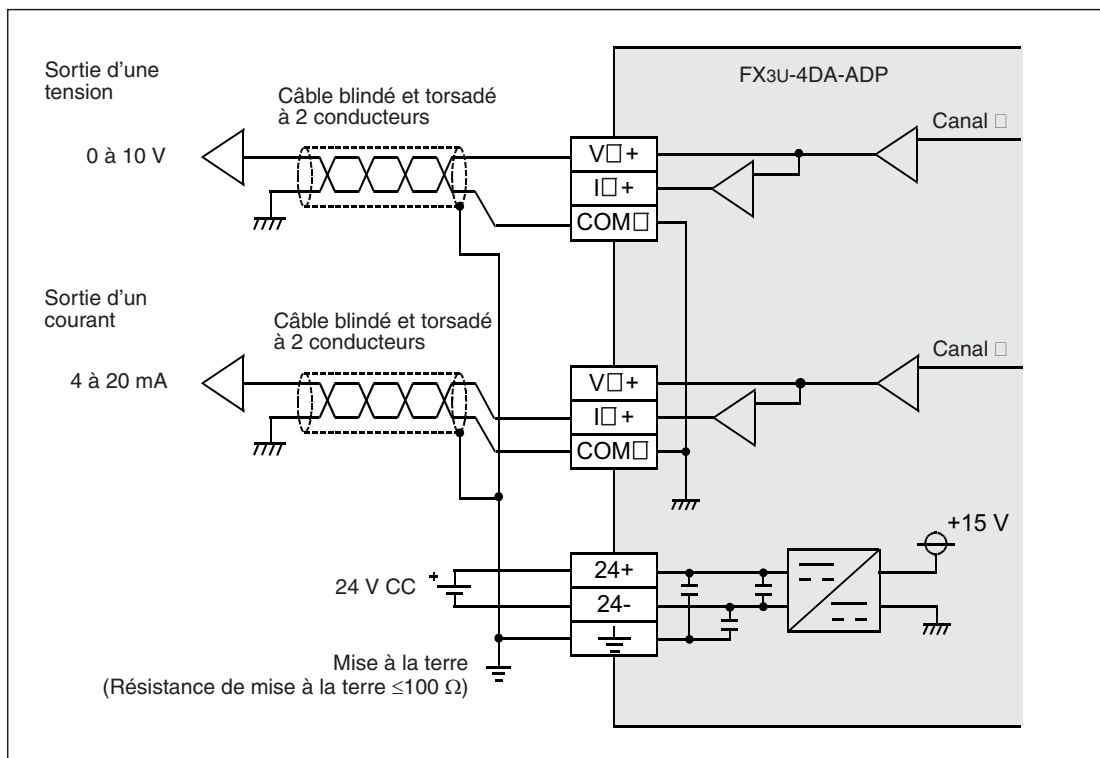 FX3U-4DA-ADP
Sortie d'une
tension
Câble blindé et torsadé
à 2 conducteurs
Canal □
0 à 10 V
V□+
I□+
COM□
Sortie d'un
courant
Câble blindé et torsadé
à 2 conducteurs
Canal □
4 à 20 mA
V□+
I□+
COM□
+15 V
24 V CC
+
24+
24-
Mise à la terre
(Résistance de mise à la terre ≤100 Ω)